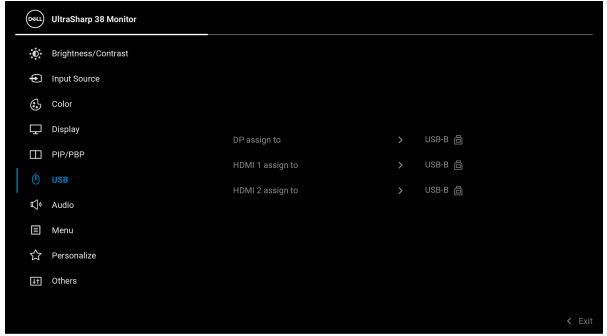 DELL UltraSharp 38 Monitor
Brightness/Contrast
Input Source
Color
Display
DP assign to USB-B
PIP/PBP
HDMI 1 assign to USB-B
USB
HDMI 2 assign to USB-B
Audio
Menu
Personalize
Others
Exit